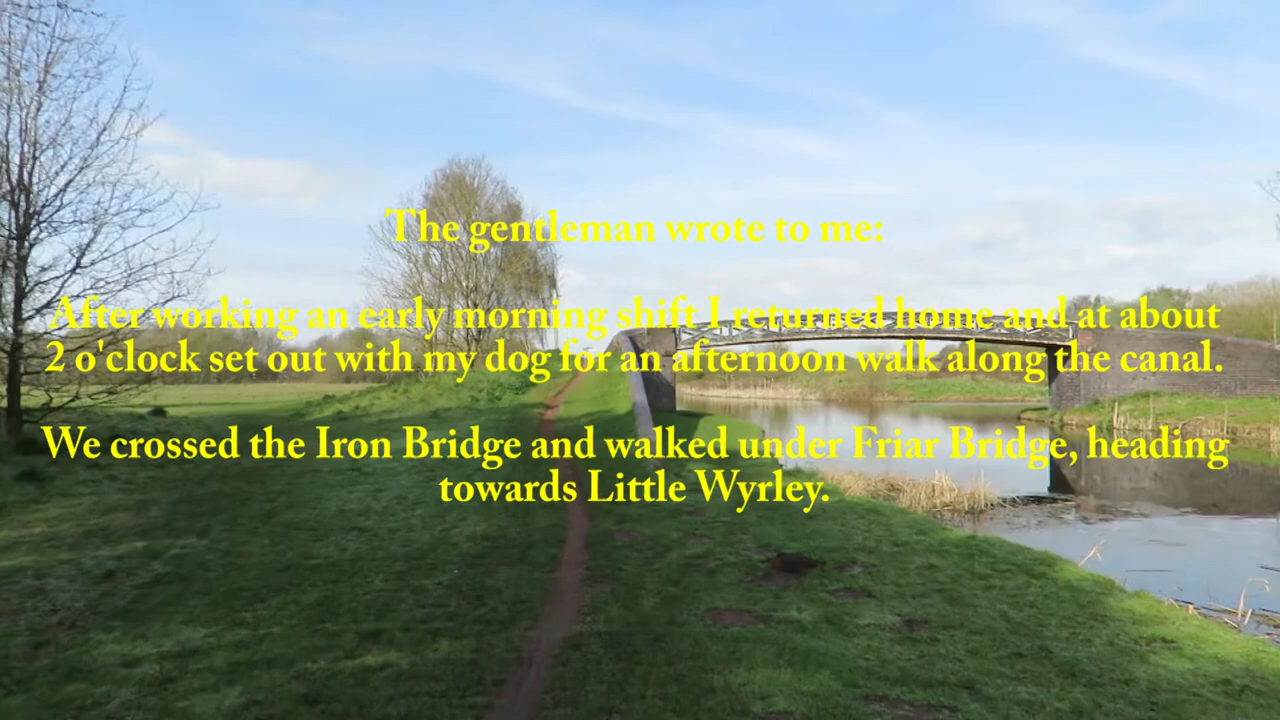 The gentleman wrote to me:
After working an early morning shift I returned home and at about
2 o'clock set out with my dog for an afternoon walk along the canal.
We crossed the Iron Bridge and walked under Friar Bridge, heading
towards Little Wyrley.